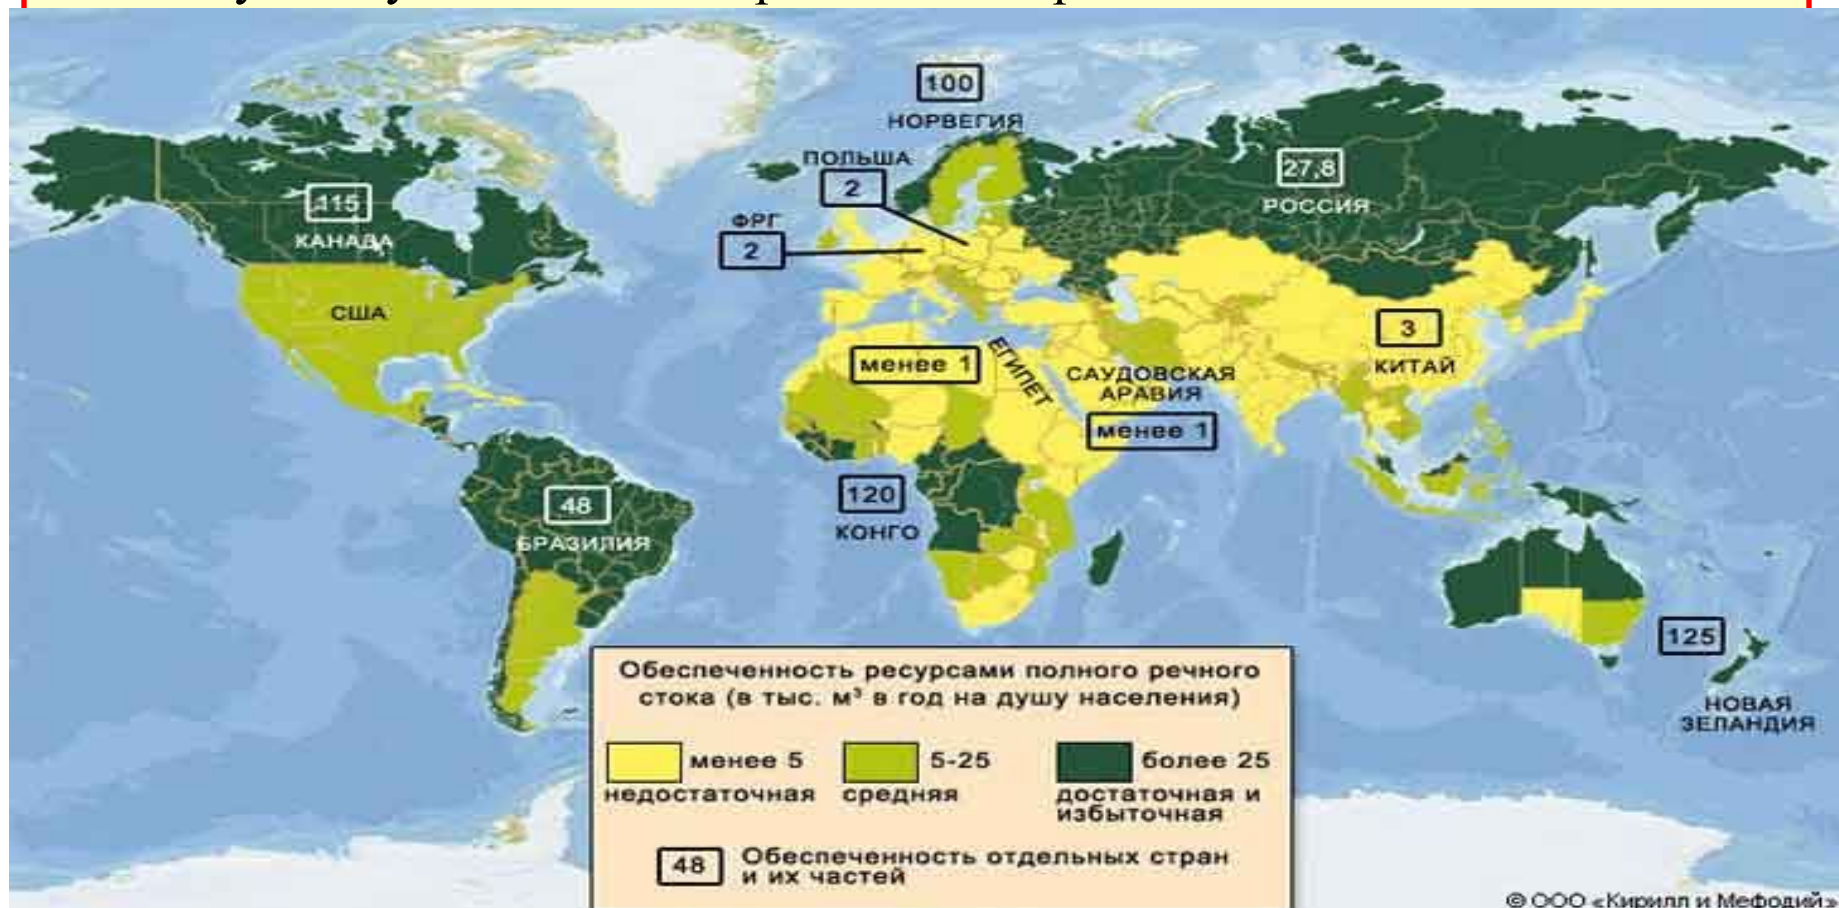 100
НОРВЕГИЯ
ПОЛЬША
2
ФРГ
2
27,8
РОССИЯ
115
КАНАДА
США
3
КИТАЙ
менее 1
ЕГИПЕТ
САУДОВСКАЯ
АРАВИЯ
менее 1
48
БРАЗИЛИЯ
120
КОНГО
125
НОВАЯ
ЗЕЛАНДИЯ
Обеспеченность ресурсами полного речного
стока (в тыс. м³ в год на душу населения)
менее 5
недостаточная
5-25
средняя
более 25
достаточная и
избыточная
48
Обеспеченность отдельных стран
и их частей
© ООО «Кирилл и Мефодий»